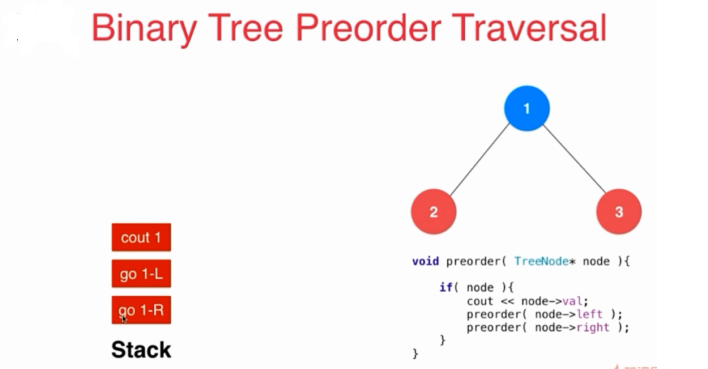 Binary Tree Preorder Traversal
1
2
3
cout 1
go 1-L
go 1-R
Stack
void preorder( TreeNode* node ){
if( node ){
cout << node->val;
preorder( node->left );
preorder( node->right );
}
}